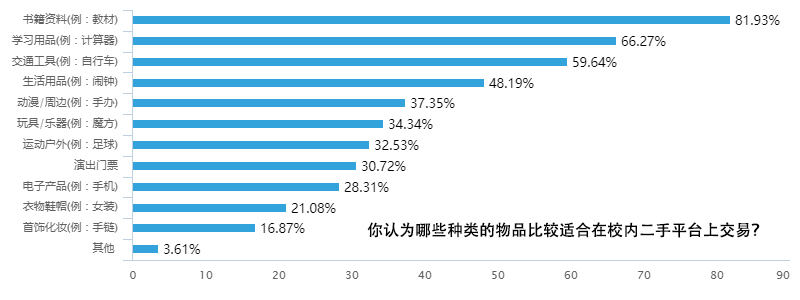 书籍资料(例：教材) 81.93%
学习用品(例：计算器) 66.27%
交通工具(例：自行车) 59.64%
生活用品(例：闹钟) 48.19%
动漫/周边(例：手办) 37.35%
玩具/乐器(例：魔方) 34.34%
运动户外(例：足球) 32.53%
演出门票 30.72%
电子产品(例：手机) 28.31%
衣物鞋帽(例：女装) 21.08%
首饰化妆(例：手链) 16.87%
你认为哪些种类的物品比较适合在校内二手平台上交易？
其他 3.61%
0 10 20 30 40 50 60 70 80 90